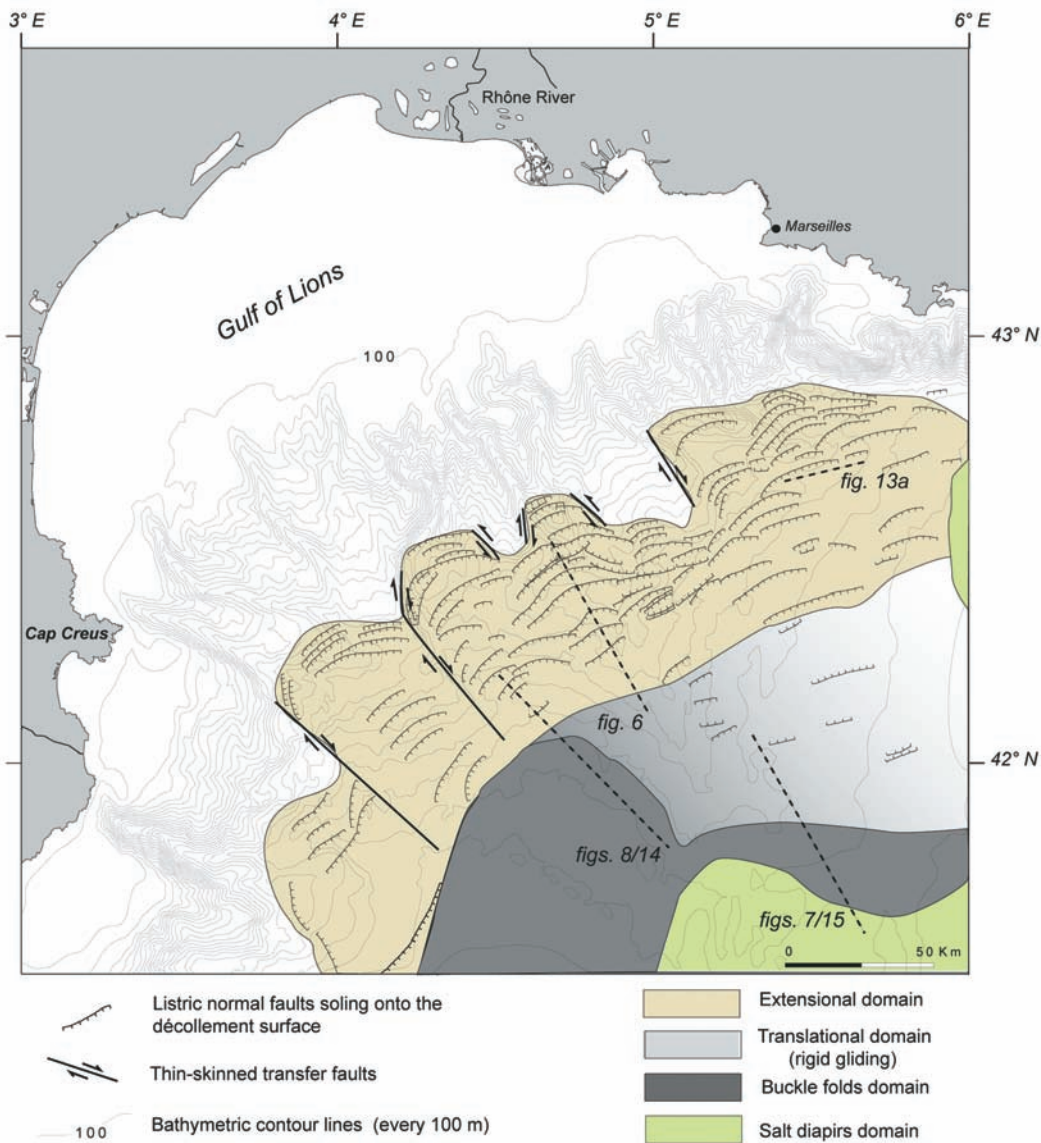 3° E
4° E
5° E
6° E
Rhône River
Marseilles
Gulf of Lions
43° N
100
fig. 13a
Cap Creus
fig. 6
42° N
figs. 8/14
figs. 7/15
0 50 Km
Listric normal faults soling onto the
décollement surface
Thin-skinned transfer faults
100 Bathymetric contour lines (every 100 m)
Extensional domain
Translational domain
(rigid gliding)
Buckle folds domain
Salt diapirs domain